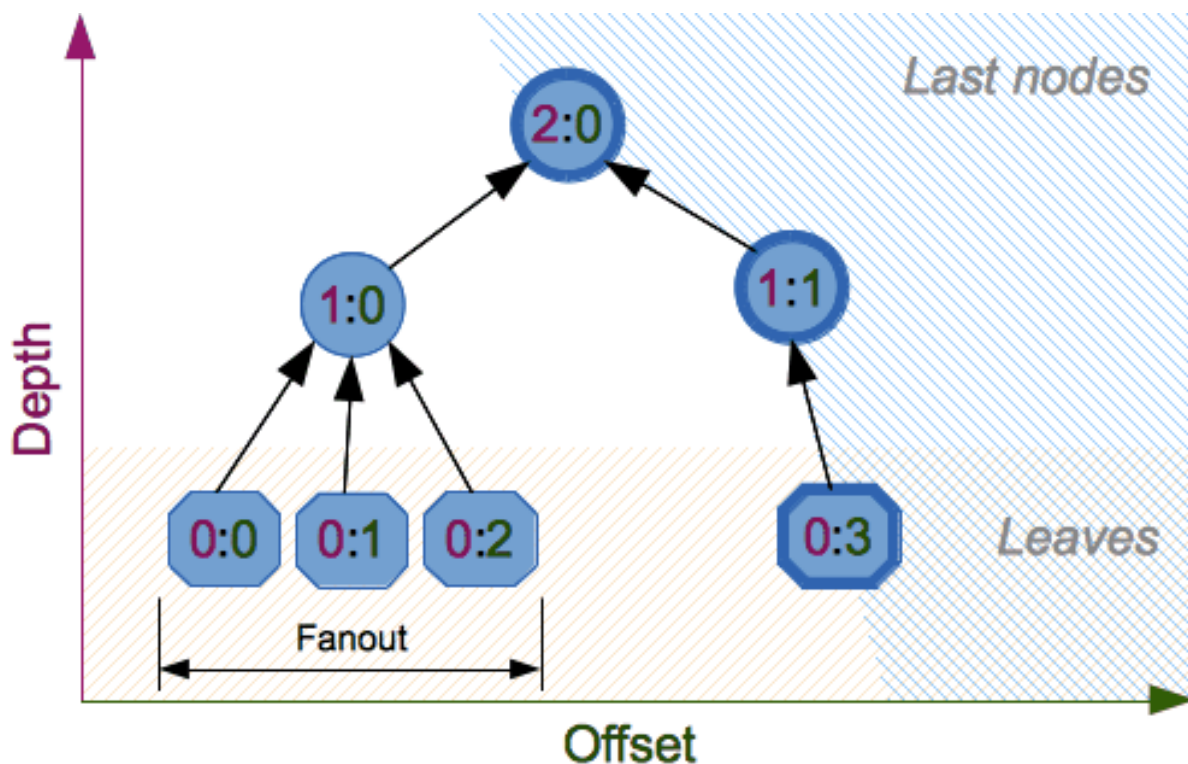 Last nodes
2:0
1:0
1:1
Depth
0:0 0:1 0:2 0:3
Leaves
Fanout
Offset